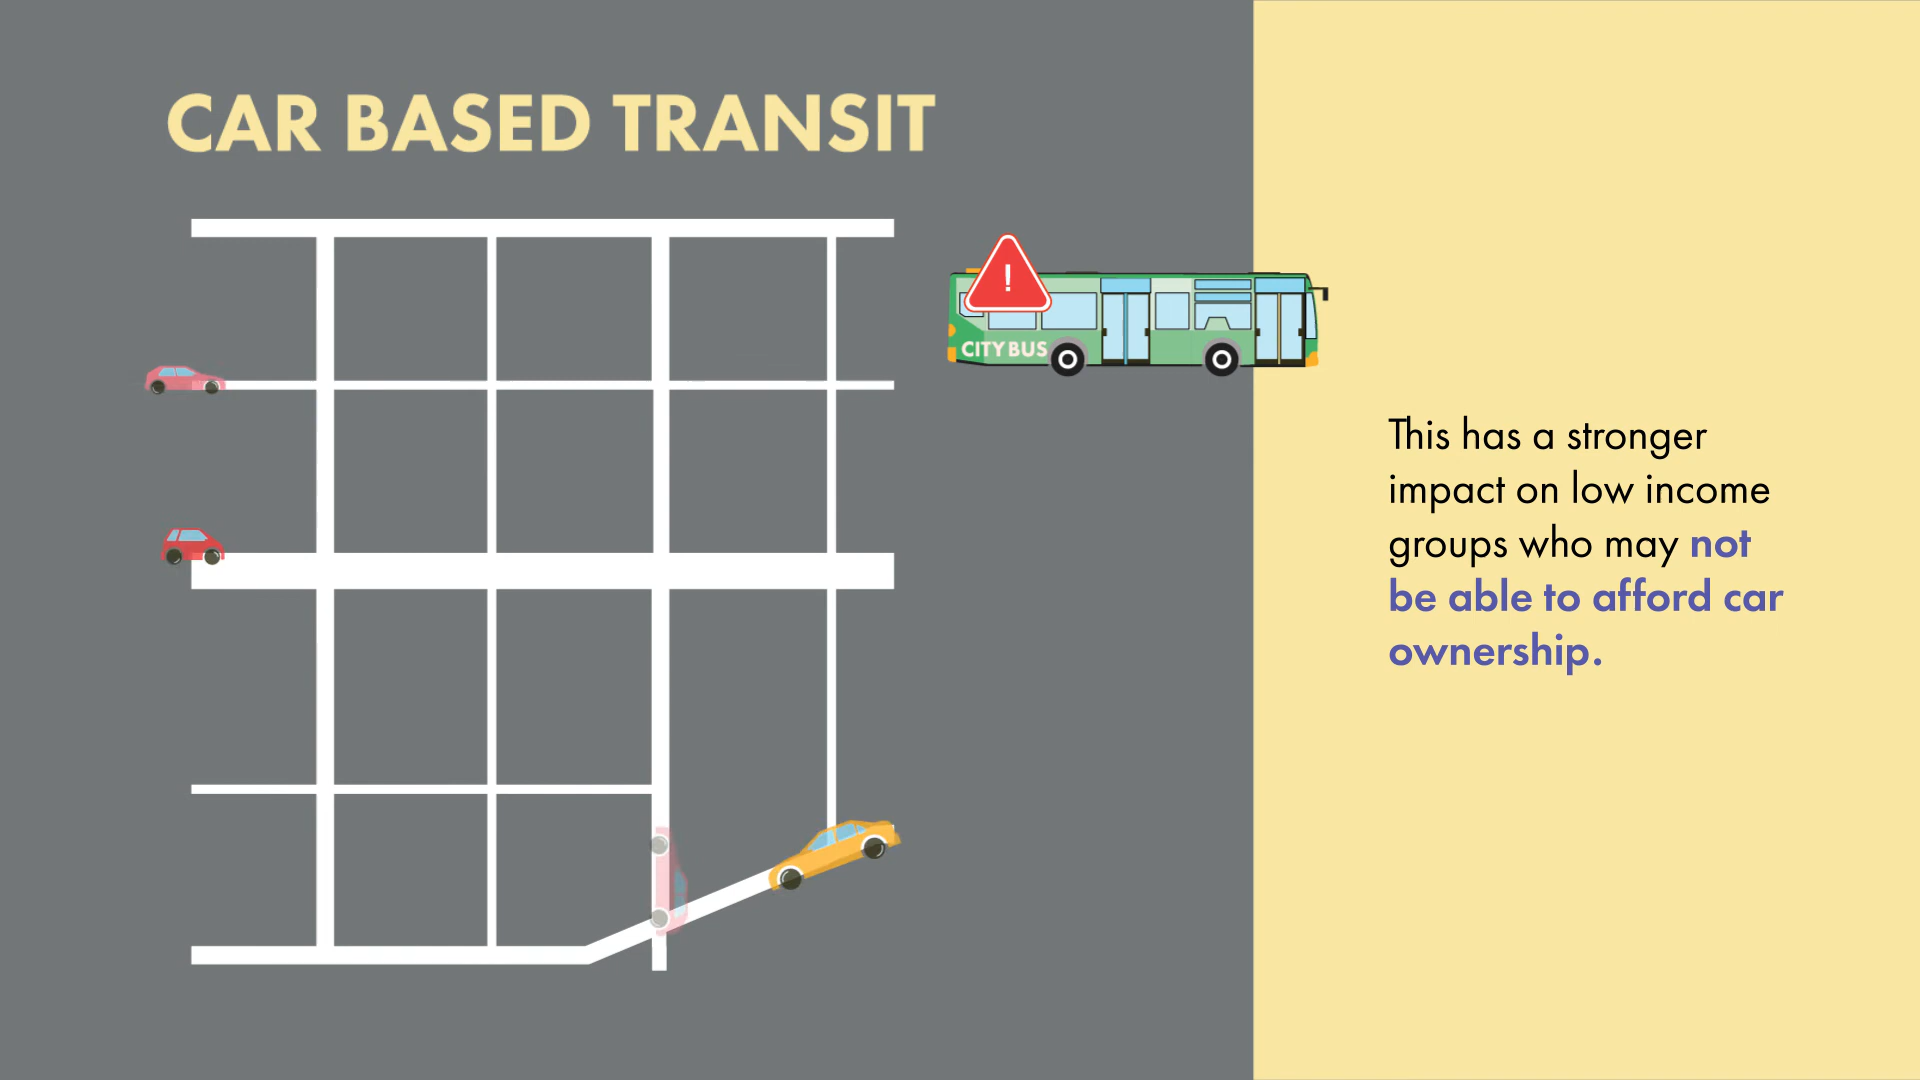 CAR BASED TRANSIT
!
CITY BUS
This has a stronger
impact on low income
groups who may not
be able to afford car
ownership.